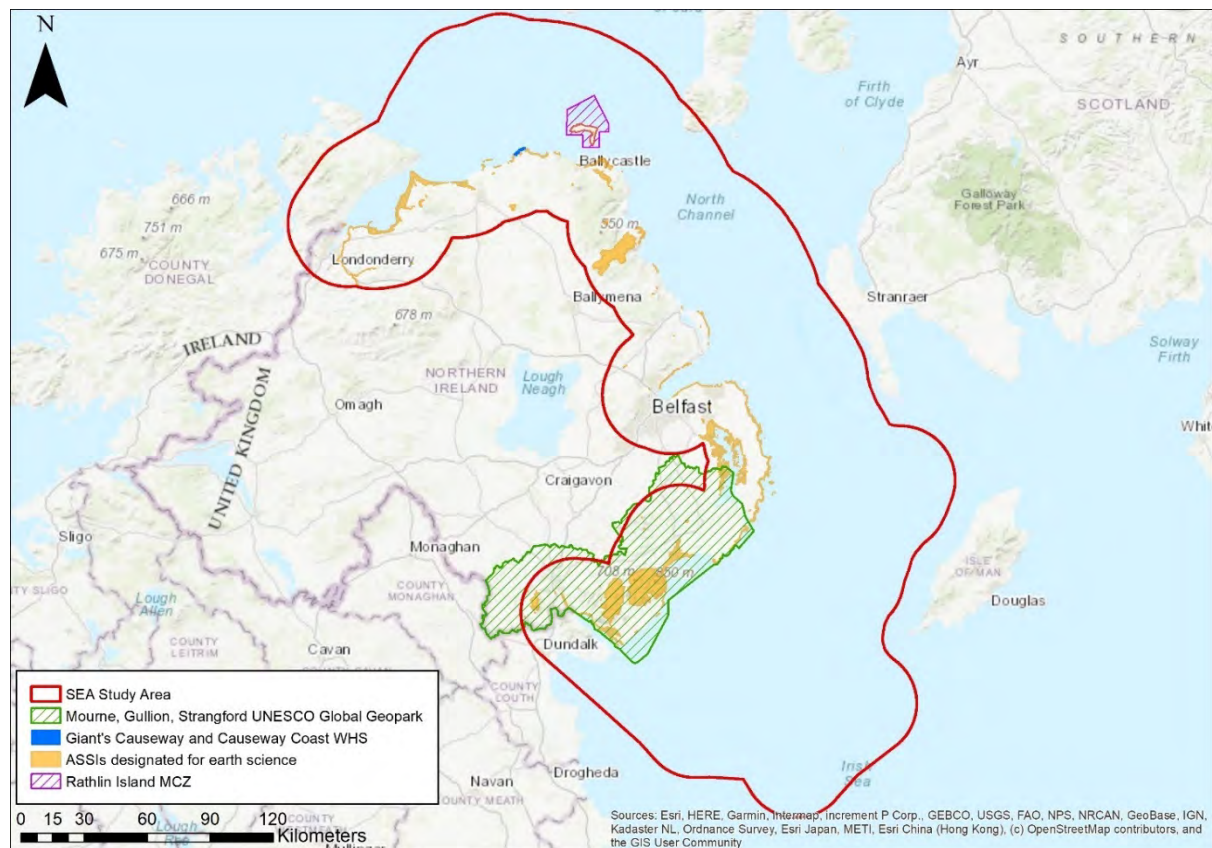 N
SOUTHERN
Ayr
Firth
of Clyde
SCOTLAND
Ballycastle
666 m
751 m
675 m
COUNTY
DONEGAL
North
Channel
Galloway
Forest Park
550 m
Londonderry
Ballymena
Stranraer
678 m
IRELAND
UNITED KINGDOM
NORTHERN
IRELAND
Lough
Neagh
Solway
Firth
Omagh
Belfast
Craigavon
Sligo
Monaghan
708 m
850 m
ISLE
OF MAN
Douglas
COUNTY
MONAGHAN
TY SLIGO
Lough
Allen
COUNTY
LEITRIM
Cavan
Dundalk
COUNTY
LOUTH
SEA Study Area
Mourne, Gullion, Strangford UNESCO Global Geopark
Giant's Causeway and Causeway Coast WHS
ASSIs designated for earth science
Rathlin Island MCZ
Navan
Drogheda
COUNTY MEATH
Irish
Sea
0 15 30 60 90 120
Kilometers
Sources: Esri, HERE, Garmin, Intermap, increment P Corp., GEBCO, USGS, FAO, NPS, NRCAN, GeoBase, IGN,
Kadaster NL, Ordnance Survey, Esri Japan, METI, Esri China (Hong Kong), (c) OpenStreetMap contributors, and
the GIS User Community